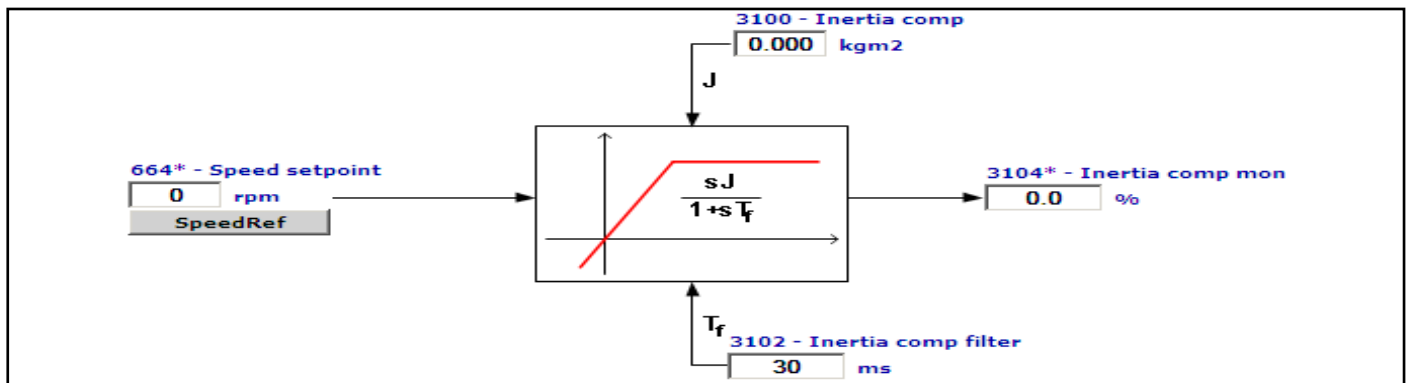 3100 - Inertia comp
0.000 kgm2
J
664* - Speed setpoint
0 rpm
SpeedRef
sJ
1+sTf
3104* - Inertia comp mon
0.0 %
Tf
3102 - Inertia comp filter
30 ms